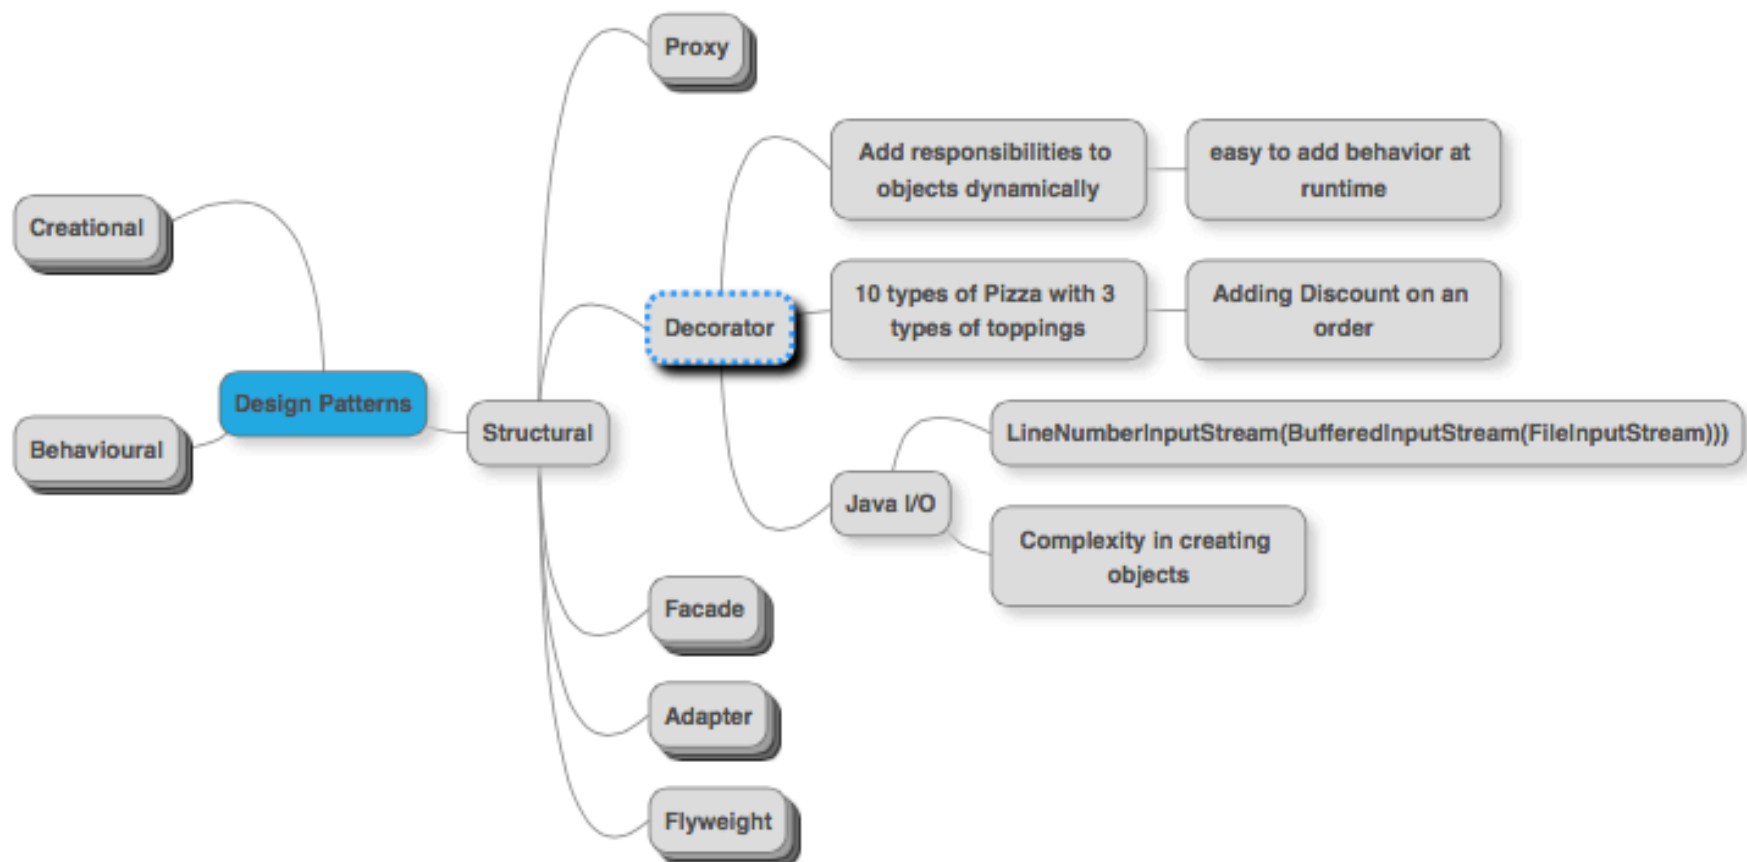 Proxy
Add responsibilities to
objects dynamically
easy to add behavior at
runtime
Creational
10 types of Pizza with 3
types of toppings
Adding Discount on an
order
Decorator
Design Patterns
Structural
Behavioural
LineNumberInputStream(BufferedInputStream(FileInputStream)))
Java I/O
Complexity in creating
objects
Facade
Adapter
Flyweight